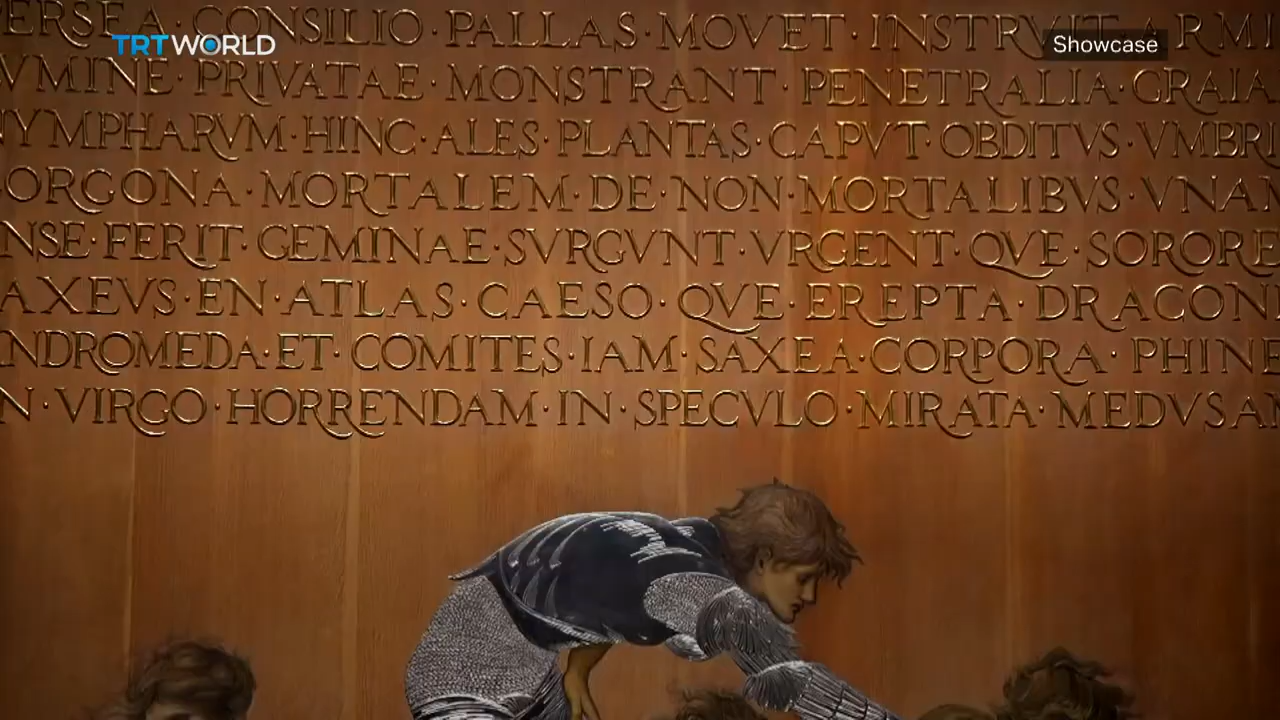 ERSEA · CONSILIO · PALLAS · MOVET · INSTRVIT · ARMI
TRT WORLD
Showcase
VMINE · PRIVATAE · MONSTRANT · PENETRALIA · GRAIA
NYMPHARVM · HINC · ALES · PLANTAS · CAPVT · OBDITVS · VMBRI
ORGONA · MORTALEM · DE · NON · MORTALIBVS · VNAM
NSE · FERIT · GEMINAE · SVRGVNT · VRGENT · QVE · SORORE
AXEVS · EN · ATLAS · CAESO · QVE · EREPTA · DRACONI
NDROMEDA · ET · COMITES · IAM · SAXEA · CORPORA · PHINE
N · VIRGO · HORRENDAM · IN · SPECVLO · MIRATA · MEDVSAM